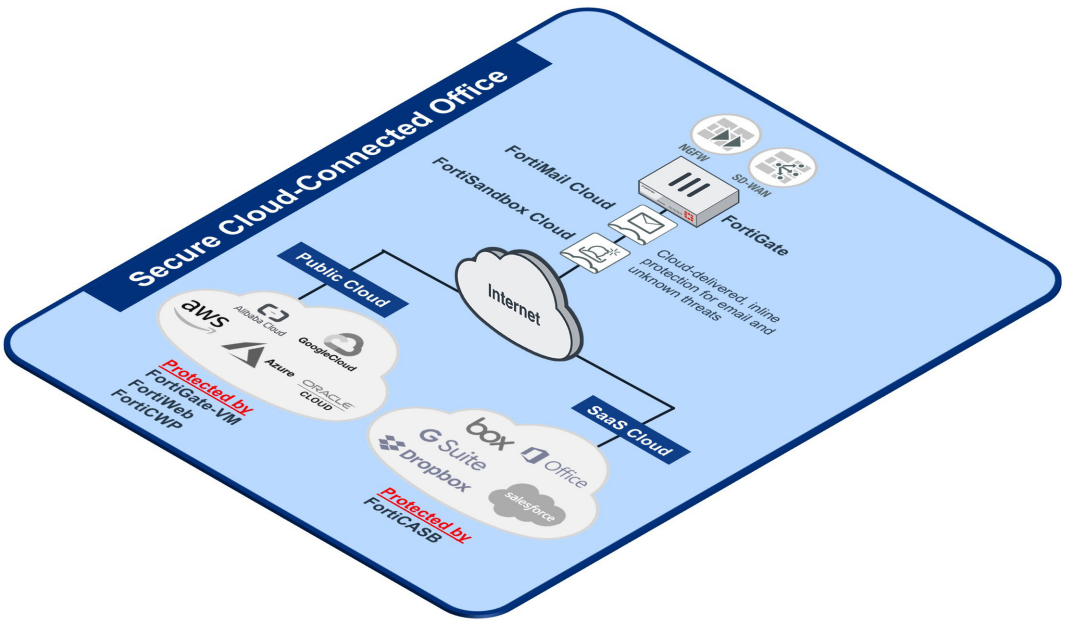 Secure Cloud-Connected Office
NGFW
SD-WAN
FortiGate
FortiMail Cloud
FortiSandbox Cloud
Cloud-delivered, inline
protection for email and
unknown threats
Internet
Public Cloud
aws
Alibaba Cloud
GoogleCloud
Azure
ORACLE
CLOUD
Protected by
FortiGate-VM
FortiWeb
FortiCWP
SaaS Cloud
box
G Suite
Office
Dropbox
salesforce
Protected by
FortiCASB